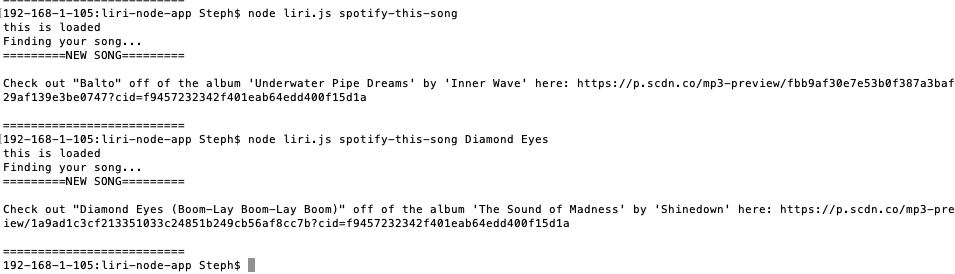 ==========================
[192-168-1-105:liri-node-app Steph$ node liri.js spotify-this-song
this is loaded
Finding your song...
=========NEW SONG=========
Check out "Balto" off of the album 'Underwater Pipe Dreams' by 'Inner Wave' here: https://p.scdn.co/mp3-preview/fbb9af30e7e53b0f387a3baf
29af139e3be0747?cid=f9457232342f401eab64edd400f15d1a
==========================
[192-168-1-105:liri-node-app Steph$ node liri.js spotify-this-song Diamond Eyes
this is loaded
Finding your song...
=========NEW SONG=========
Check out "Diamond Eyes (Boom-Lay Boom-Lay Boom)" off of the album 'The Sound of Madness' by 'Shinedown' here: https://p.scdn.co/mp3-pre
iew/1a9ad1c3cf213351033c24851b249cb56af8cc7b?cid=f9457232342f401eab64edd400f15d1a
==========================
192-168-1-105:liri-node-app Steph$